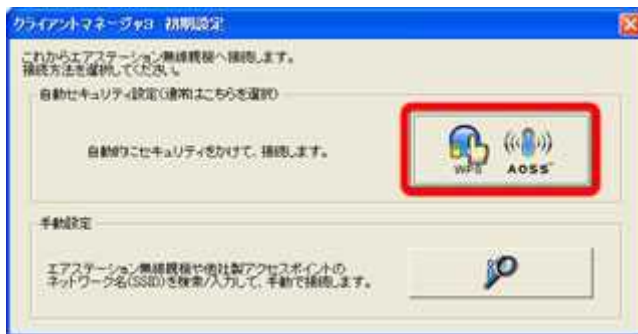 クライアントマネージャ3 初期設定
これからエアステーション無線親機へ接続します。
接続方法を選択してください。
自動セキュリティ設定(通常はこちらを選択)
自動的にセキュリティをかけて、接続します。
WPS AOSS™
手動設定
エアステーション無線親機や他社製アクセスポイントの
ネットワーク名(SSID)を検索/入力して、手動で接続します。